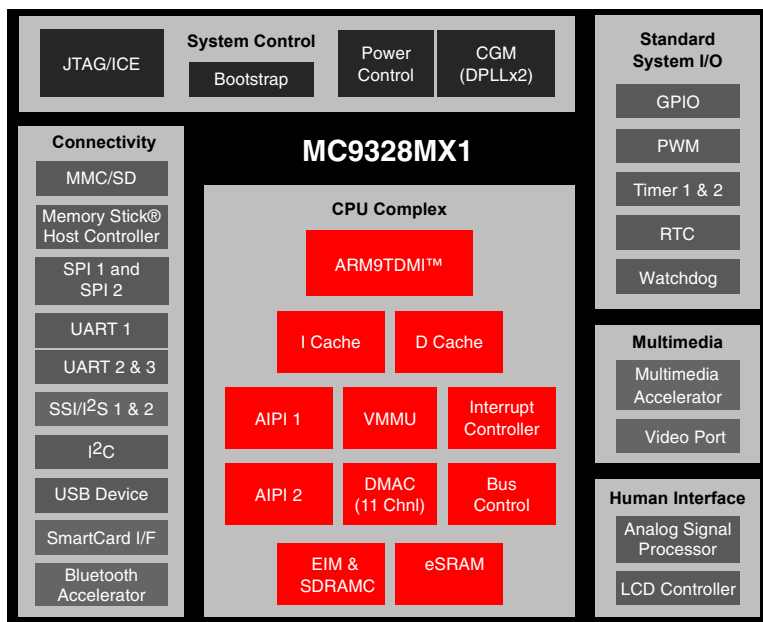 System Control
JTAG/ICE
Bootstrap
Power
Control
CGM
(DPLLx2)
Standard
System I/O
GPIO
PWM
Timer 1 & 2
RTC
Watchdog
Connectivity
MMC/SD
Memory Stick®
Host Controller
SPI 1 and
SPI 2
UART 1
UART 2 & 3
SSI/I2S 1 & 2
I2C
USB Device
SmartCard I/F
Bluetooth
Accelerator
MC9328MX1
CPU Complex
ARM9TDMI™
I Cache
D Cache
AIPI 1
VMMU
Interrupt
Controller
AIPI 2
DMAC
(11 Chnl)
Bus
Control
EIM &
SDRAMC
eSRAM
Multimedia
Multimedia
Accelerator
Video Port
Human Interface
Analog Signal
Processor
LCD Controller